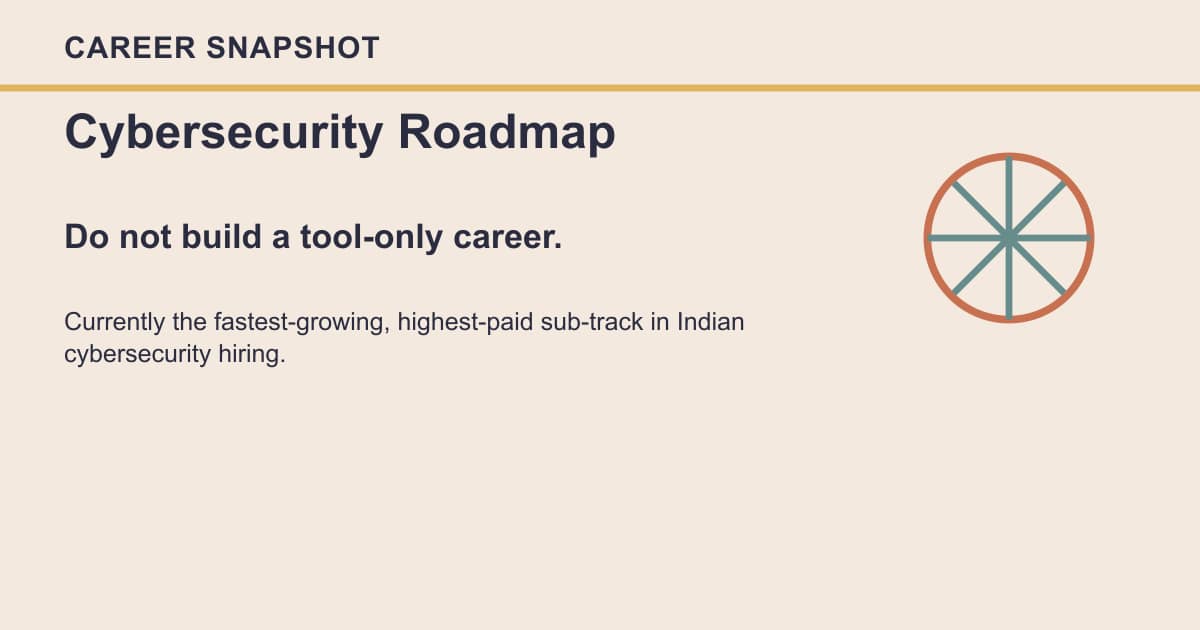 CAREER SNAPSHOT
Cybersecurity Roadmap
Do not build a tool-only career.
Currently the fastest-growing, highest-paid sub-track in Indian
cybersecurity hiring.